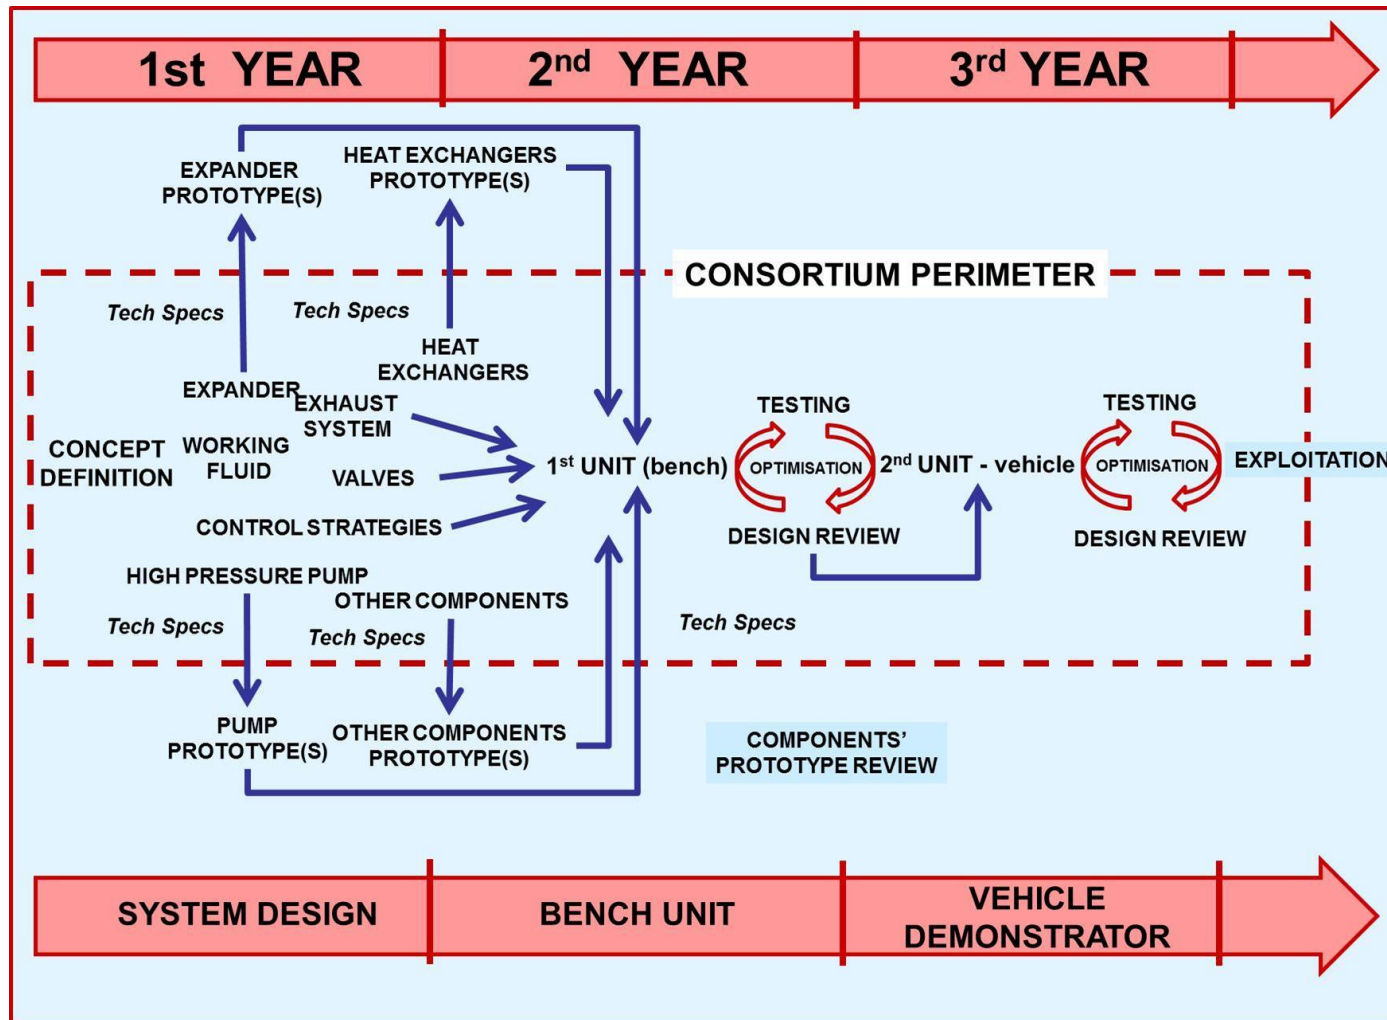 1st YEAR
2nd YEAR
3rd YEAR
EXPANDER
PROTOTYPE(S)
HEAT EXCHANGERS
PROTOTYPE(S)
CONSORTIUM PERIMETER
Tech Specs
Tech Specs
HEAT
EXCHANGERS
EXPANDER
EXHAUST
SYSTEM
CONCEPT
DEFINITION
WORKING
FLUID
VALVES
CONTROL STRATEGIES
1st UNIT (bench)
TESTING
OPTIMISATION
DESIGN REVIEW
2nd UNIT - vehicle
TESTING
OPTIMISATION
DESIGN REVIEW
EXPLOITATION
HIGH PRESSURE PUMP
OTHER COMPONENTS
Tech Specs
Tech Specs
Tech Specs
PUMP
PROTOTYPE(S)
OTHER COMPONENTS
PROTOTYPE(S)
COMPONENTS’
PROTOTYPE REVIEW
SYSTEM DESIGN
BENCH UNIT
VEHICLE
DEMONSTRATOR